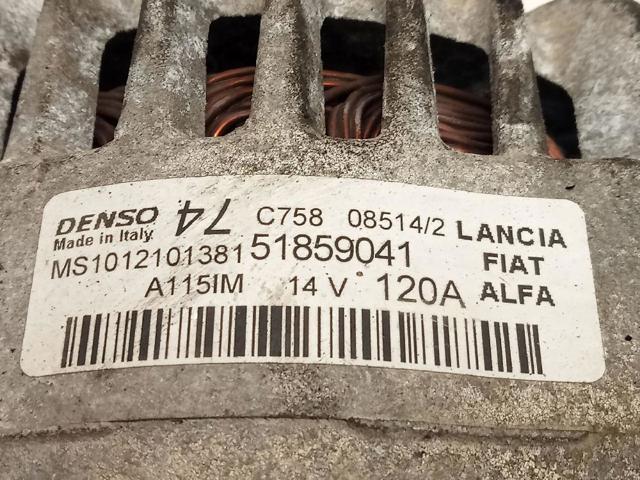 DENSO 74 C758 08514/2 LANCIA
Made in Italy
MS1012101381 51859041 FIAT
A115IM 14 V 120A ALFA